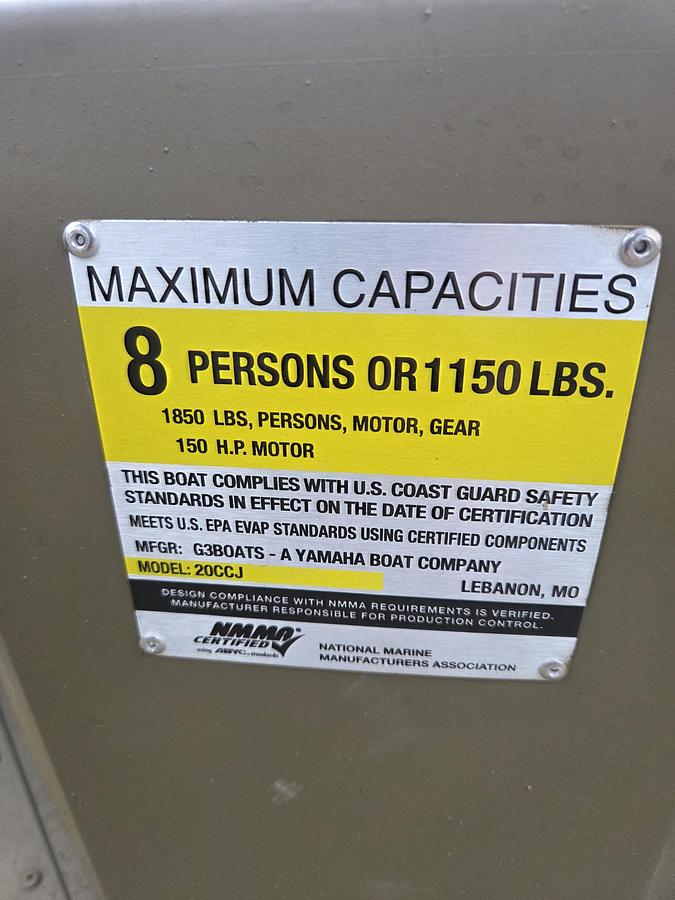 MAXIMUM CAPACITIES
8 PERSONS OR 1150 LBS.
1850 LBS, PERSONS, MOTOR, GEAR
150 H.P. MOTOR
THIS BOAT COMPLIES WITH U.S. COAST GUARD SAFETY
STANDARDS IN EFFECT ON THE DATE OF CERTIFICATION
MEETS U.S. EPA EVAP STANDARDS USING CERTIFIED COMPONENTS
MFGR: G3BOATS - A YAMAHA BOAT COMPANY
MODEL: 20CCJ
LEBANON, MO
DESIGN COMPLIANCE WITH NMMA REQUIREMENTS IS VERIFIED.
MANUFACTURER RESPONSIBLE FOR PRODUCTION CONTROL.
NMMA
CERTIFIED
using ABYC standards
NATIONAL MARINE
MANUFACTURERS ASSOCIATION